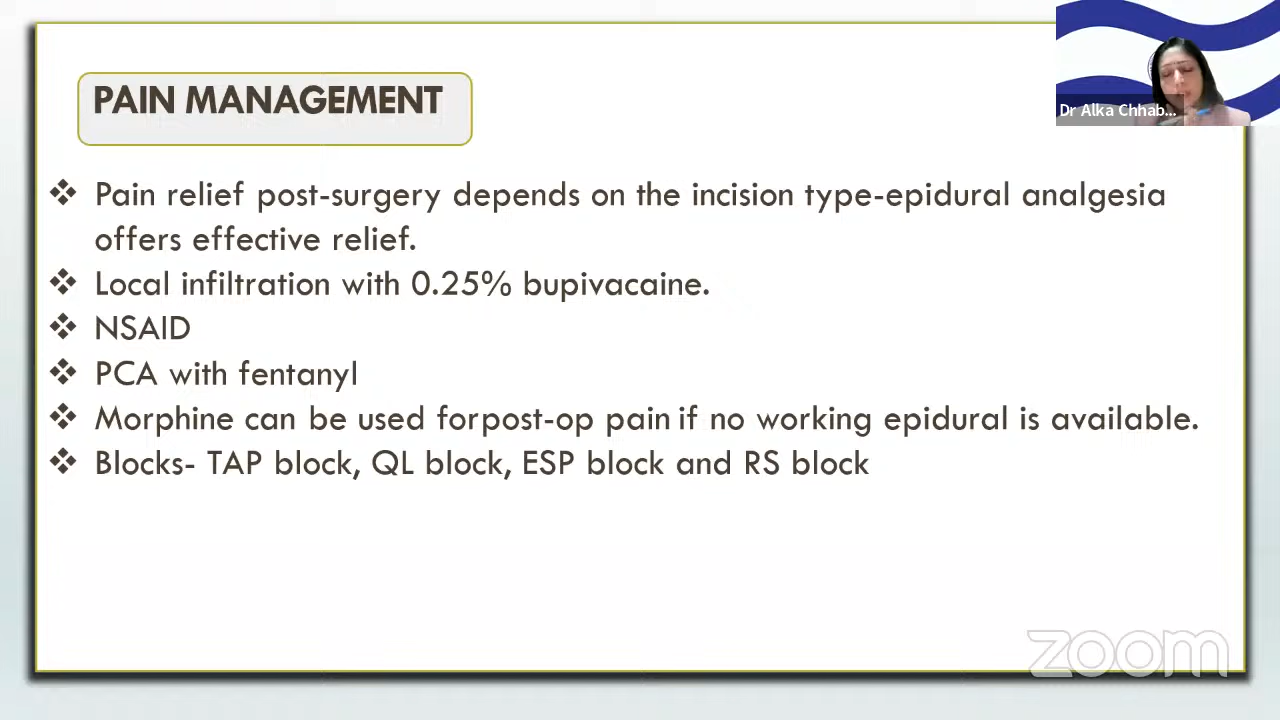 PAIN MANAGEMENT
Dr Alka Chhab...
❖ Pain relief post-surgery depends on the incision type-epidural analgesia
offers effective relief.
❖ Local infiltration with 0.25% bupivacaine.
❖ NSAID
❖ PCA with fentanyl
❖ Morphine can be used forpost-op pain if no working epidural is available.
❖ Blocks- TAP block, QL block, ESP block and RS block
zoom